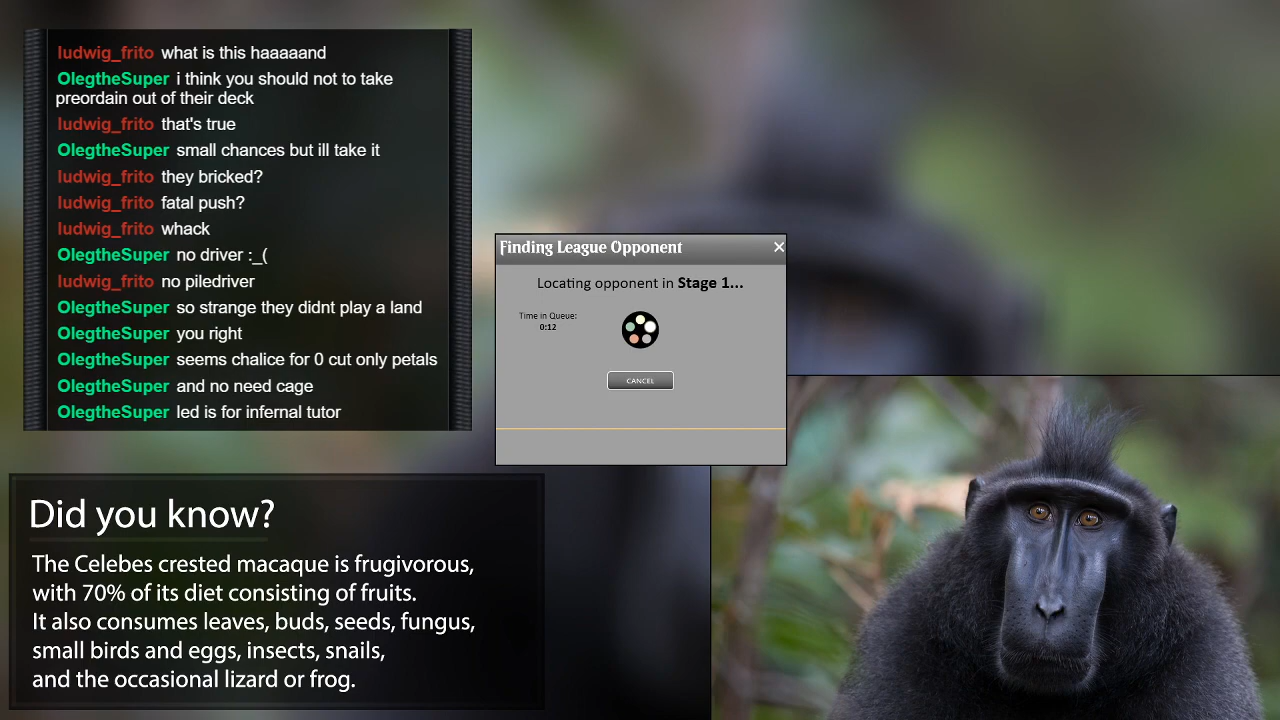 ludwig_frito what is this haaaaand
OlegtheSuper i think you should not to take
preordain out of their deck
ludwig_frito that's true
OlegtheSuper small chances but ill take it
ludwig_frito they bricked?
ludwig_frito fatal push?
ludwig_frito whack
OlegtheSuper no driver :_(
ludwig_frito no piledriver
OlegtheSuper so strange they didnt play a land
OlegtheSuper you right
OlegtheSuper seems chalice for 0 cut only petals
OlegtheSuper and no need cage
OlegtheSuper led is for infernal tutor
Finding League Opponent
Locating opponent in Stage 1...
Time in Queue:
0:12
CANCEL
Did you know?
The Celebes crested macaque is frugivorous,
with 70% of its diet consisting of fruits.
It also consumes leaves, buds, seeds, fungus,
small birds and eggs, insects, snails,
and the occasional lizard or frog.